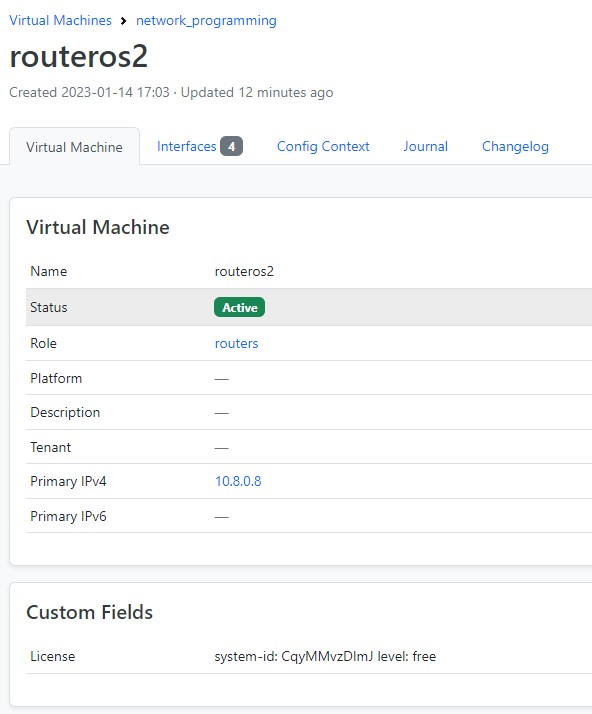 Virtual Machines > network_programming
routeros2
Created 2023-01-14 17:03 · Updated 12 minutes ago
Virtual Machine Interfaces 4 Config Context Journal Changelog
Virtual Machine
Name routeros2
Status Active
Role routers
Platform —
Description —
Tenant —
Primary IPv4 10.8.0.8
Primary IPv6 —
Custom Fields
License system-id: CqyMMvzDlmJ level: free